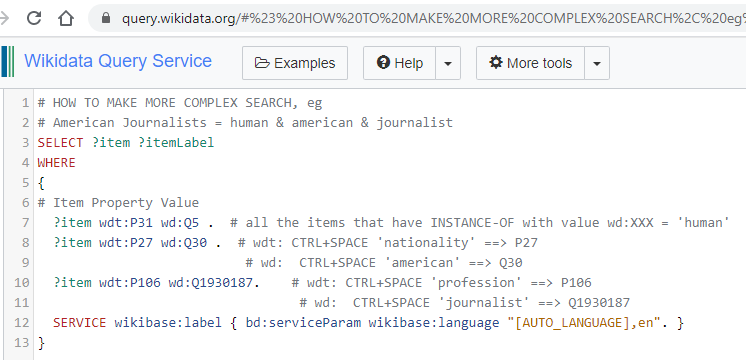 query.wikidata.org/#%23%20HOW%20TO%20MAKE%20MORE%20COMPLEX%20SEARCH%2C%20eg%
Wikidata Query Service Examples Help More tools
1 # HOW TO MAKE MORE COMPLEX SEARCH, eg
2 # American Journalists = human & american & journalist
3 SELECT ?item ?itemLabel
4 WHERE
5 {
6 # Item Property Value
7 ?item wdt:P31 wd:Q5 . # all the items that have INSTANCE-OF with value wd:XXX = 'human'
8 ?item wdt:P27 wd:Q30 . # wdt: CTRL+SPACE 'nationality' ==> P27
9 # wd: CTRL+SPACE 'american' ==> Q30
10 ?item wdt:P106 wd:Q1930187. # wdt: CTRL+SPACE 'profession' ==> P106
11 # wd: CTRL+SPACE 'journalist' ==> Q1930187
12 SERVICE wikibase:label { bd:serviceParam wikibase:language "[AUTO_LANGUAGE],en". }
13 }